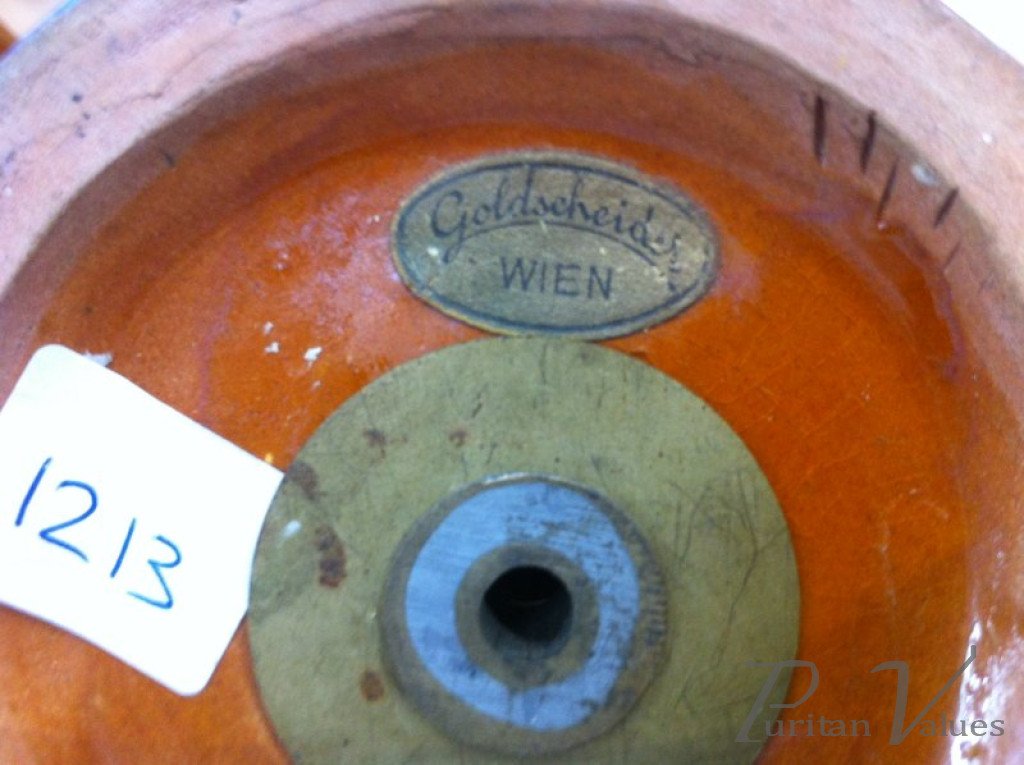 Goldscheider
WIEN
1213
Puritan Values